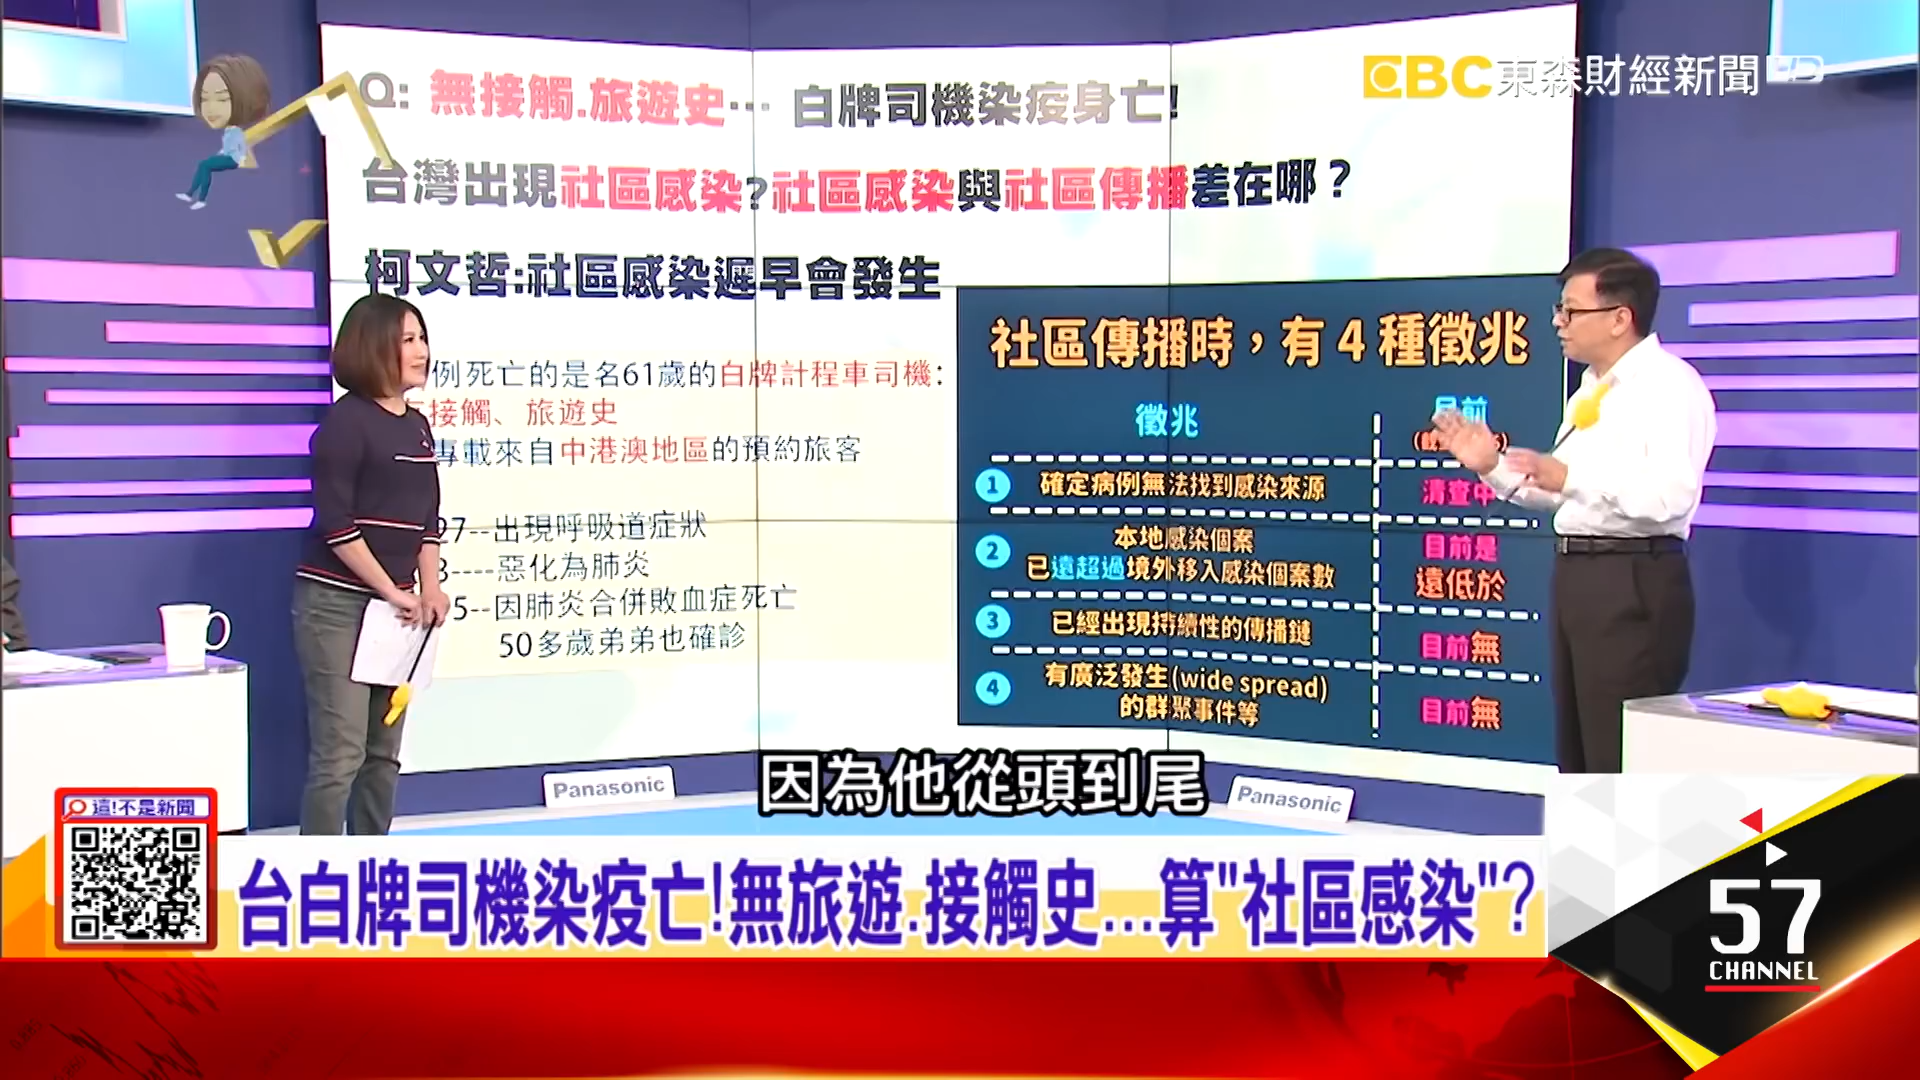 EBC東森財經新聞 HD
Q: 無接觸.旅遊史… 白牌司機染疫身亡!
台灣出現社區感染?社區感染與社區傳播差在哪？
柯文哲:社區感染遲早會發生
例死亡的是名61歲的白牌計程車司機:
接觸、旅遊史
專載來自中港澳地區的預約旅客
27--出現呼吸道症狀
3----惡化為肺炎
5--因肺炎合併敗血症死亡
50多歲弟弟也確診
社區傳播時，有4種徵兆
徵兆 目前
1 確定病例無法找到感染來源 清查中
2 本地感染個案 目前是
已遠超過境外移入感染個案數 遠低於
3 已經出現持續性的傳播鏈 目前無
4 有廣泛發生(wide spread)
的群聚事件等 目前無
Panasonic Panasonic
因為他從頭到尾
這!不是新聞
台白牌司機染疫亡!無旅遊.接觸史...算"社區感染"?
57
CHANNEL